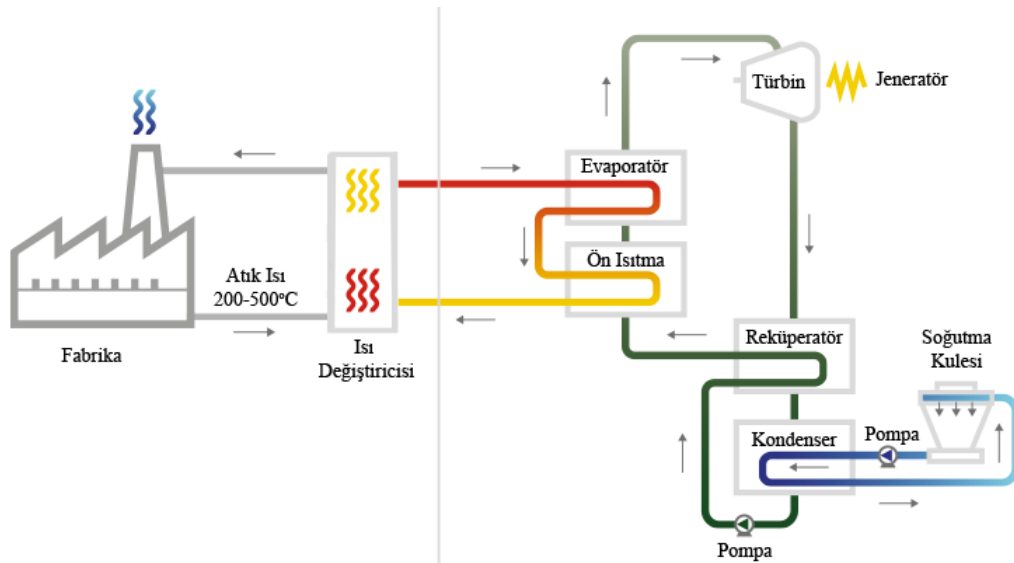 Türbin
Jeneratör
Evaporatör
Ön Isıtma
Atık Isı
200-500°C
Fabrika
Isı
Değiştiricisi
Reküperatör
Soğutma
Kulesi
Kondenser
Pompa
Pompa